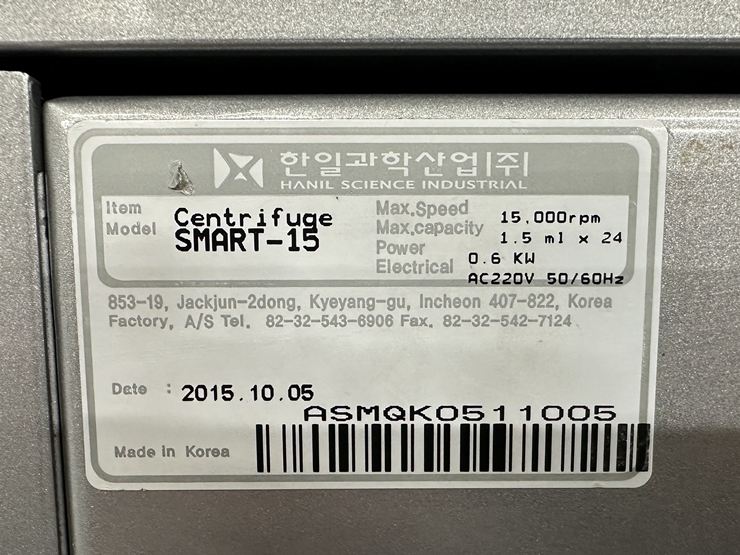 한일과학산업(주)
HANIL SCIENCE INDUSTRIAL
Item Centrifuge
Model SMART-15
Max.Speed 15,000rpm
Max.capacity 1.5 ml x 24
Power 0.6 KW
Electrical AC220V 50/60Hz
853-19, Jackjun-2dong, Kyeyang-gu, Incheon 407-822, Korea
Factory, A/S Tel. 82-32-543-6906 Fax. 82-32-542-7124
Date : 2015.10.05
ASMQK0511005
Made in Korea